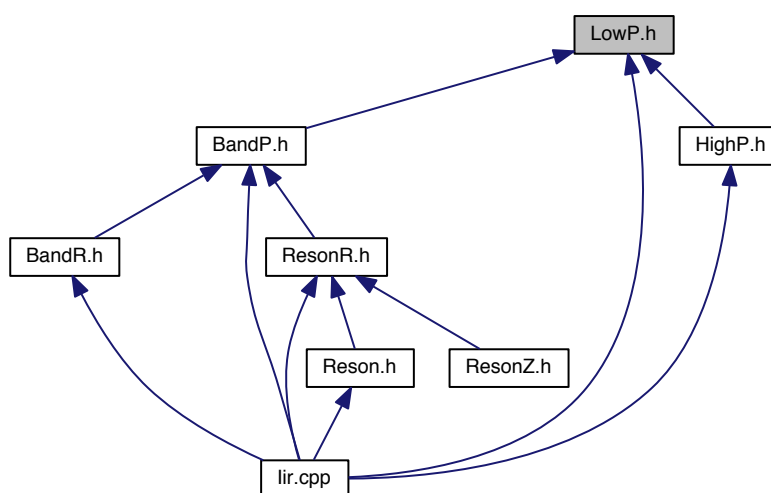 LowP.h
BandP.h
HighP.h
BandR.h
ResonR.h
Reson.h
ResonZ.h
Iir.cpp